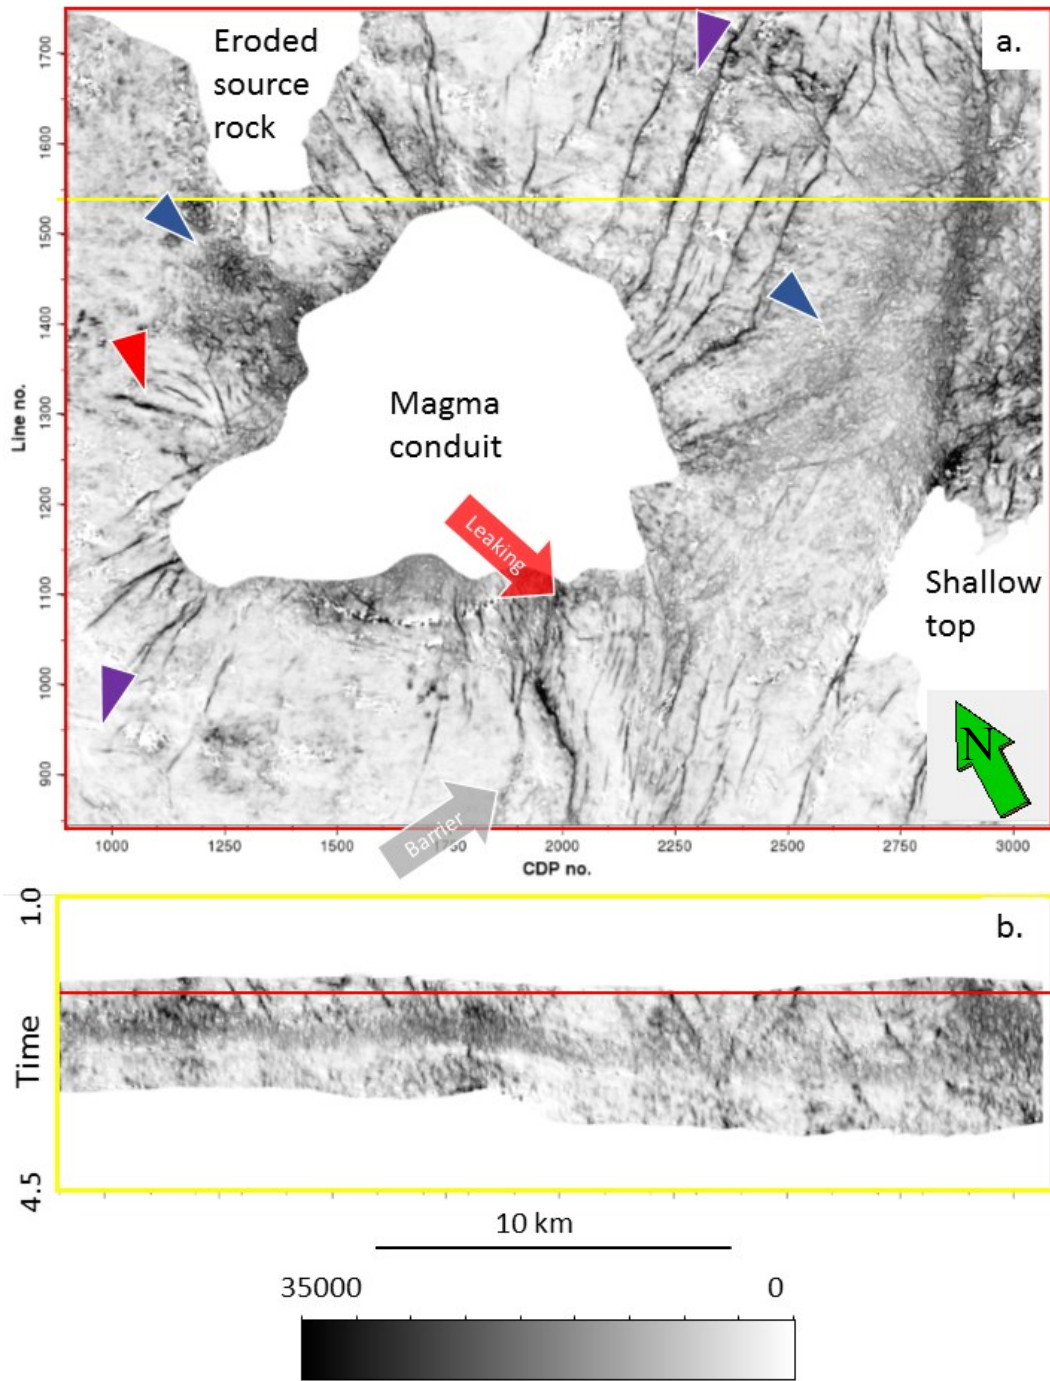 Eroded
source
rock
a.
1700
1600
1500
1400
1300
1200
1100
1000
900
Line no.
Magma
conduit
Leaking
Shallow
top
N
Barrier
1000 1250 1500 1750 2000 2250 2500 2750 3000
CDP no.
1.0
b.
Time
4.5
10 km
35000 0